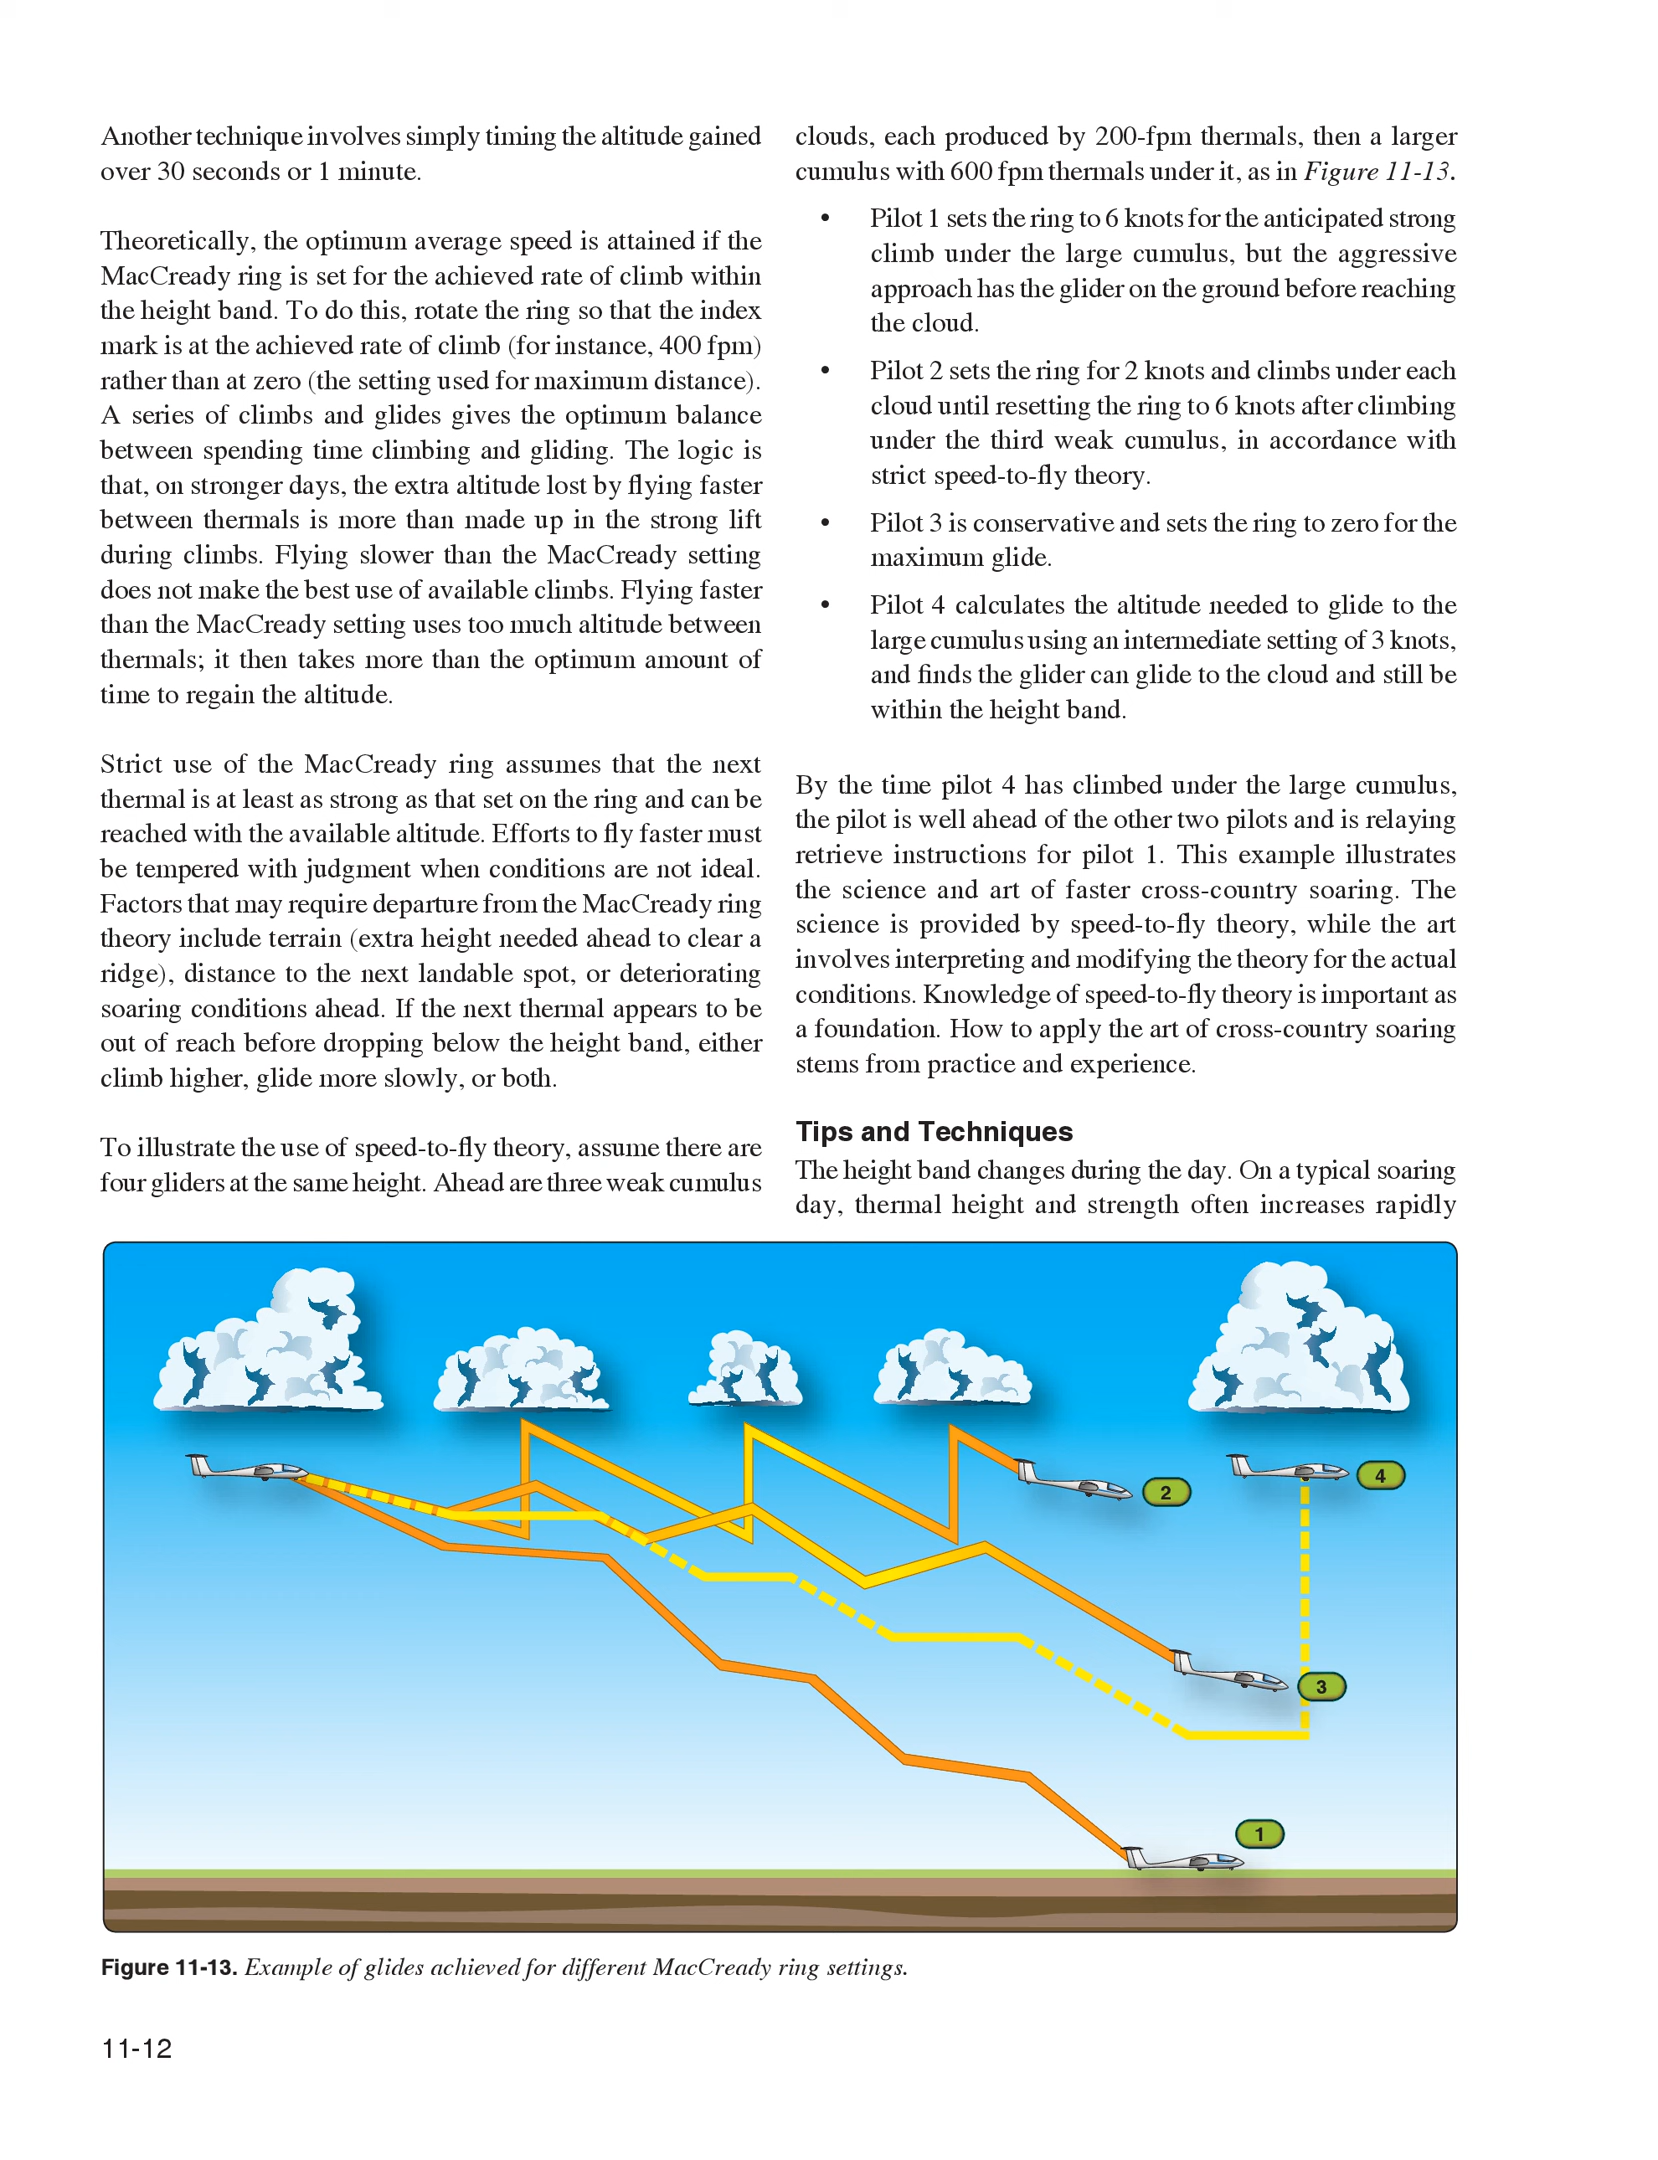 Another technique involves simply timing the altitude gained
over 30 seconds or 1 minute.
Theoretically, the optimum average speed is attained if the
MacCready ring is set for the achieved rate of climb within
the height band. To do this, rotate the ring so that the index
mark is at the achieved rate of climb (for instance, 400 fpm)
rather than at zero (the setting used for maximum distance).
A series of climbs and glides gives the optimum balance
between spending time climbing and gliding. The logic is
that, on stronger days, the extra altitude lost by flying faster
between thermals is more than made up in the strong lift
during climbs. Flying slower than the MacCready setting
does not make the best use of available climbs. Flying faster
than the MacCready setting uses too much altitude between
thermals; it then takes more than the optimum amount of
time to regain the altitude.
Strict use of the MacCready ring assumes that the next
thermal is at least as strong as that set on the ring and can be
reached with the available altitude. Efforts to fly faster must
be tempered with judgment when conditions are not ideal.
Factors that may require departure from the MacCready ring
theory include terrain (extra height needed ahead to clear a
ridge), distance to the next landable spot, or deteriorating
soaring conditions ahead. If the next thermal appears to be
out of reach before dropping below the height band, either
climb higher, glide more slowly, or both.
To illustrate the use of speed-to-fly theory, assume there are
four gliders at the same height. Ahead are three weak cumulus
clouds, each produced by 200-fpm thermals, then a larger
cumulus with 600 fpm thermals under it, as in Figure 11-13.
• Pilot 1 sets the ring to 6 knots for the anticipated strong
climb under the large cumulus, but the aggressive
approach has the glider on the ground before reaching
the cloud.
• Pilot 2 sets the ring for 2 knots and climbs under each
cloud until resetting the ring to 6 knots after climbing
under the third weak cumulus, in accordance with
strict speed-to-fly theory.
• Pilot 3 is conservative and sets the ring to zero for the
maximum glide.
• Pilot 4 calculates the altitude needed to glide to the
large cumulus using an intermediate setting of 3 knots,
and finds the glider can glide to the cloud and still be
within the height band.
By the time pilot 4 has climbed under the large cumulus,
the pilot is well ahead of the other two pilots and is relaying
retrieve instructions for pilot 1. This example illustrates
the science and art of faster cross-country soaring. The
science is provided by speed-to-fly theory, while the art
involves interpreting and modifying the theory for the actual
conditions. Knowledge of speed-to-fly theory is important as
a foundation. How to apply the art of cross-country soaring
stems from practice and experience.
Tips and Techniques
The height band changes during the day. On a typical soaring
day, thermal height and strength often increases rapidly
4
2
3
1
Figure 11-13. Example of glides achieved for different MacCready ring settings.
11-12